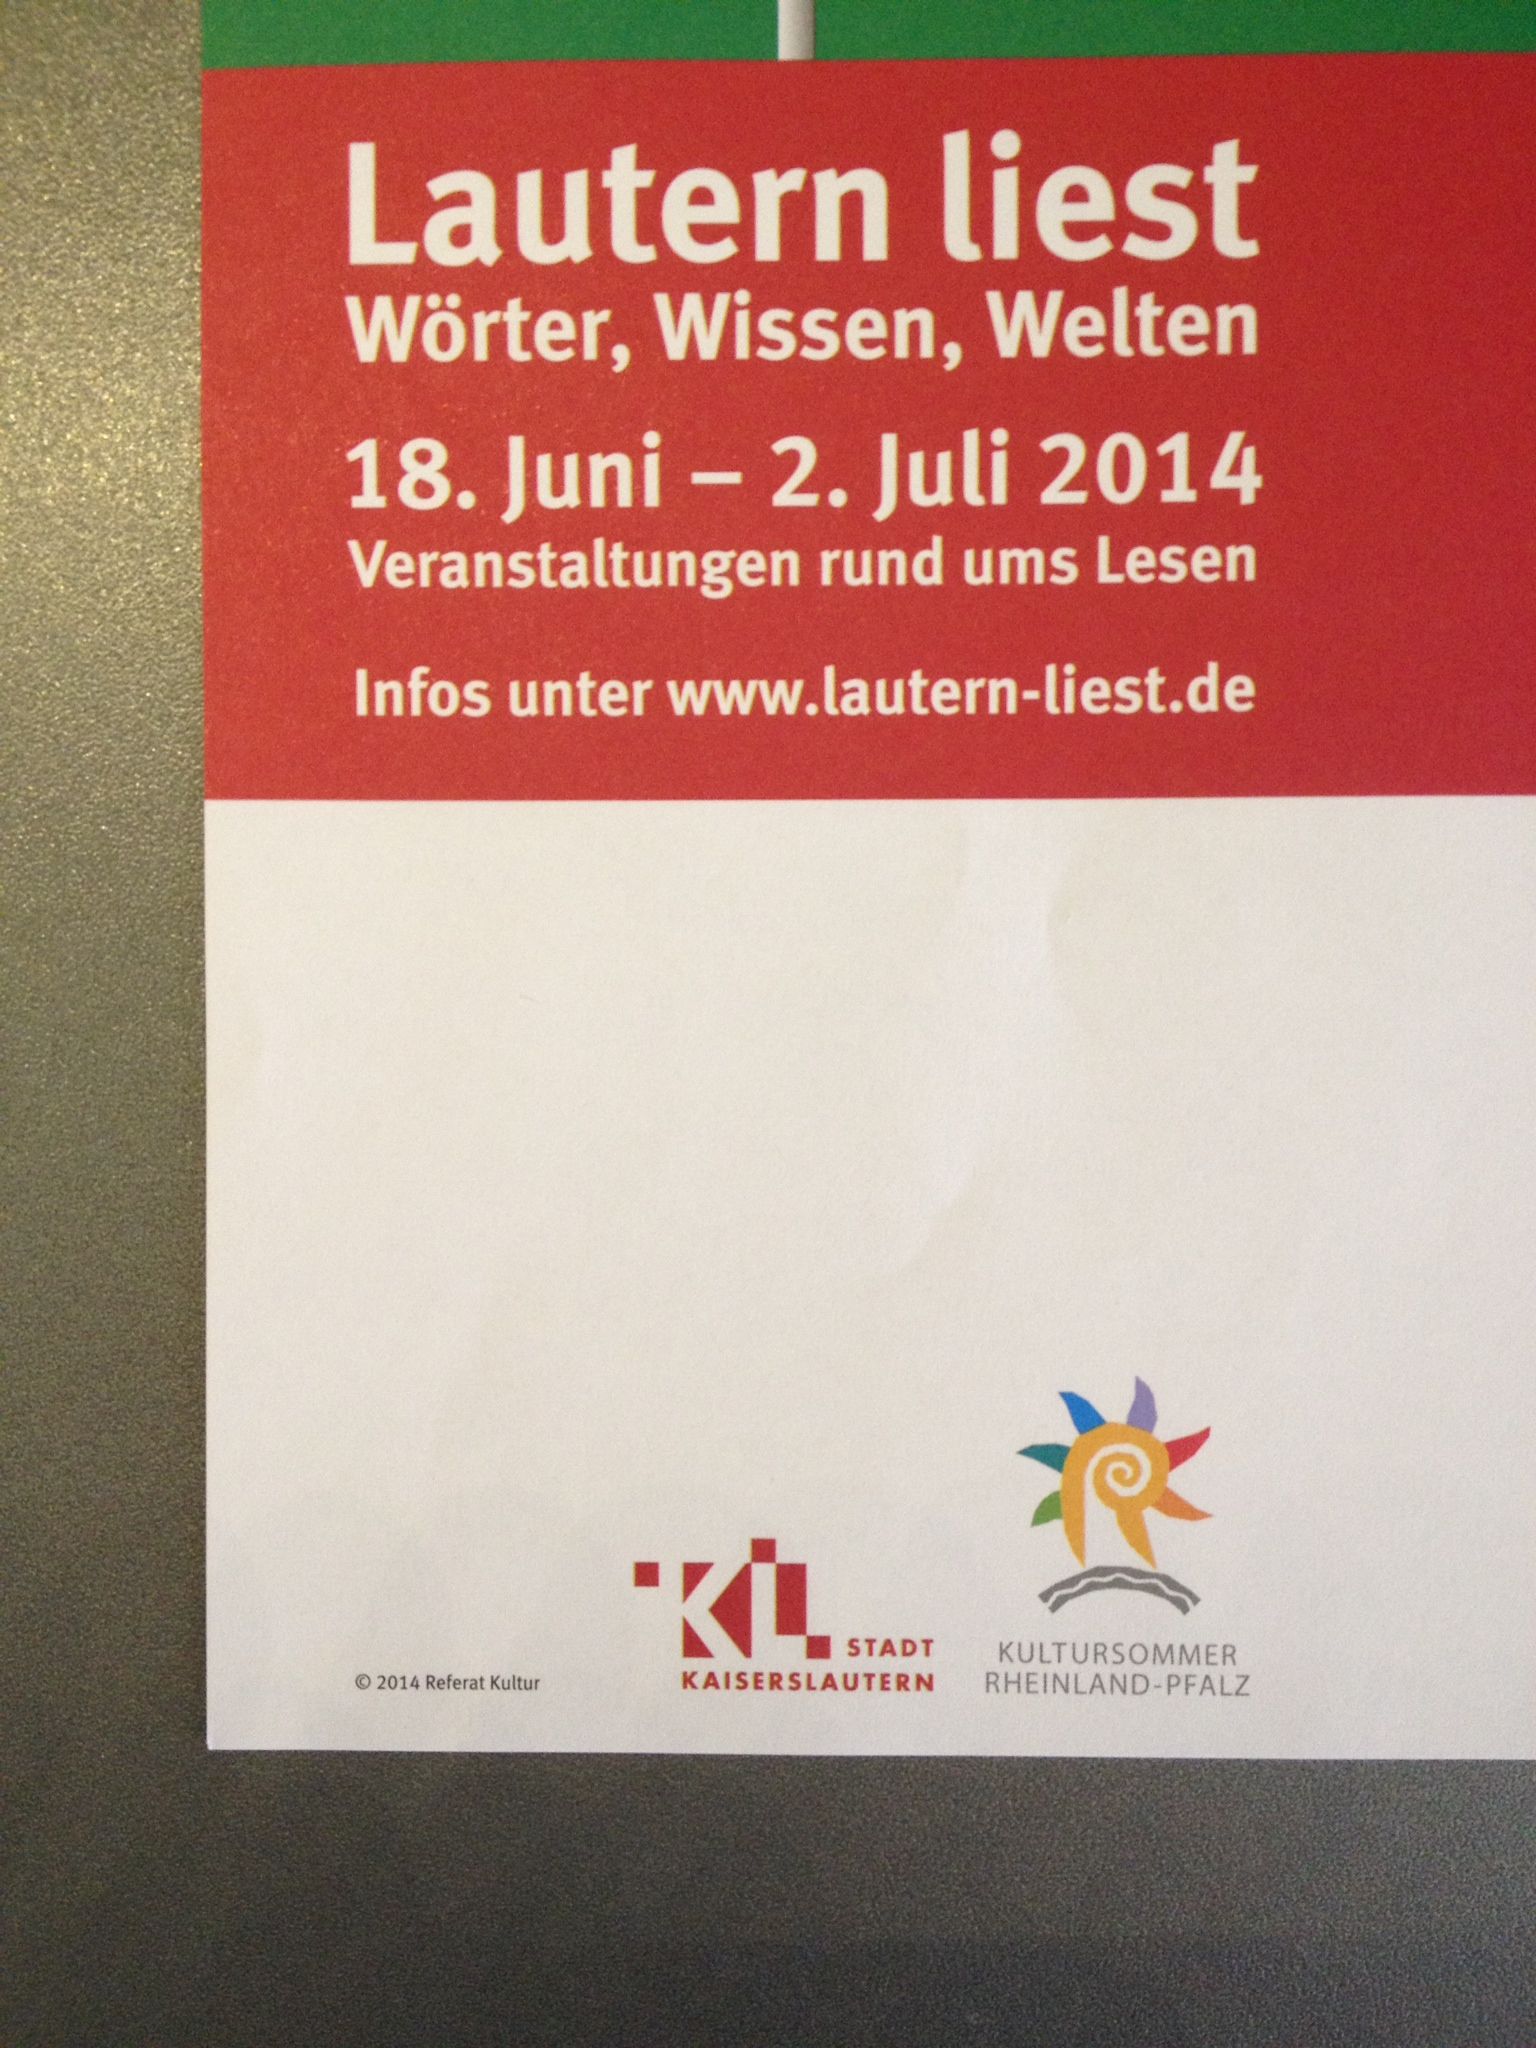 Lautern liest
Wörter, Wissen, Welten
18. Juni – 2. Juli 2014
Veranstaltungen rund ums Lesen
Infos unter www.lautern-liest.de
KL STADT
KAISERSLAUTERN
KULTURSOMMER
RHEINLAND-PFALZ
© 2014 Referat Kultur